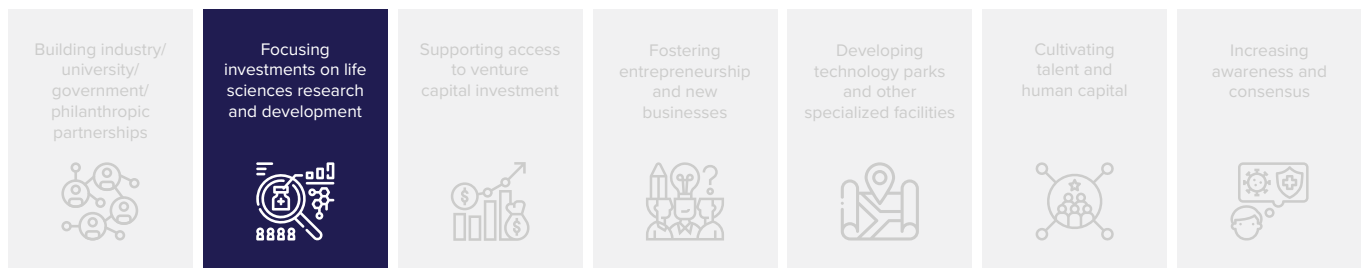 Building industry/
university/
government/
philanthropic
partnerships
Focusing
investments on life
sciences research
and development
Supporting access
to venture
capital investment
Fostering
entrepreneurship
and new
businesses
Developing
technology parks
and other
specialized facilities
Cultivating
talent and
human capital
Increasing
awareness and
consensus